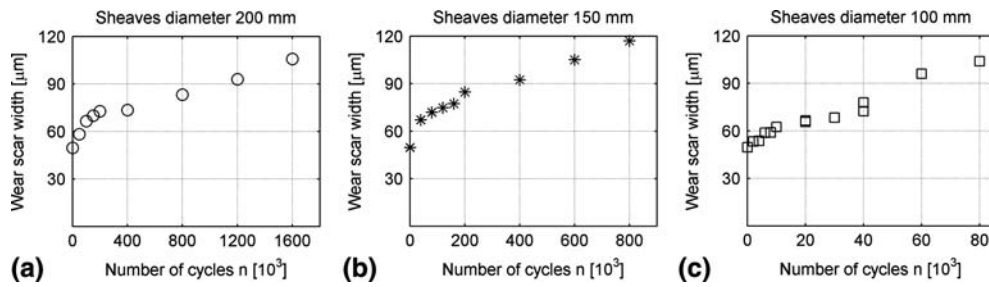 Sheaves diameter 200 mm
Wear scar width [μm]
120
90
60
30
0
400
800
1200
1600
(a)
Number of cycles n [10³]
Sheaves diameter 150 mm
Wear scar width [μm]
120
90
60
30
0
200
400
600
800
(b)
Number of cycles n [10³]
Sheaves diameter 100 mm
Wear scar width [μm]
120
90
60
30
0
20
40
60
80
(c)
Number of cycles n [10³]